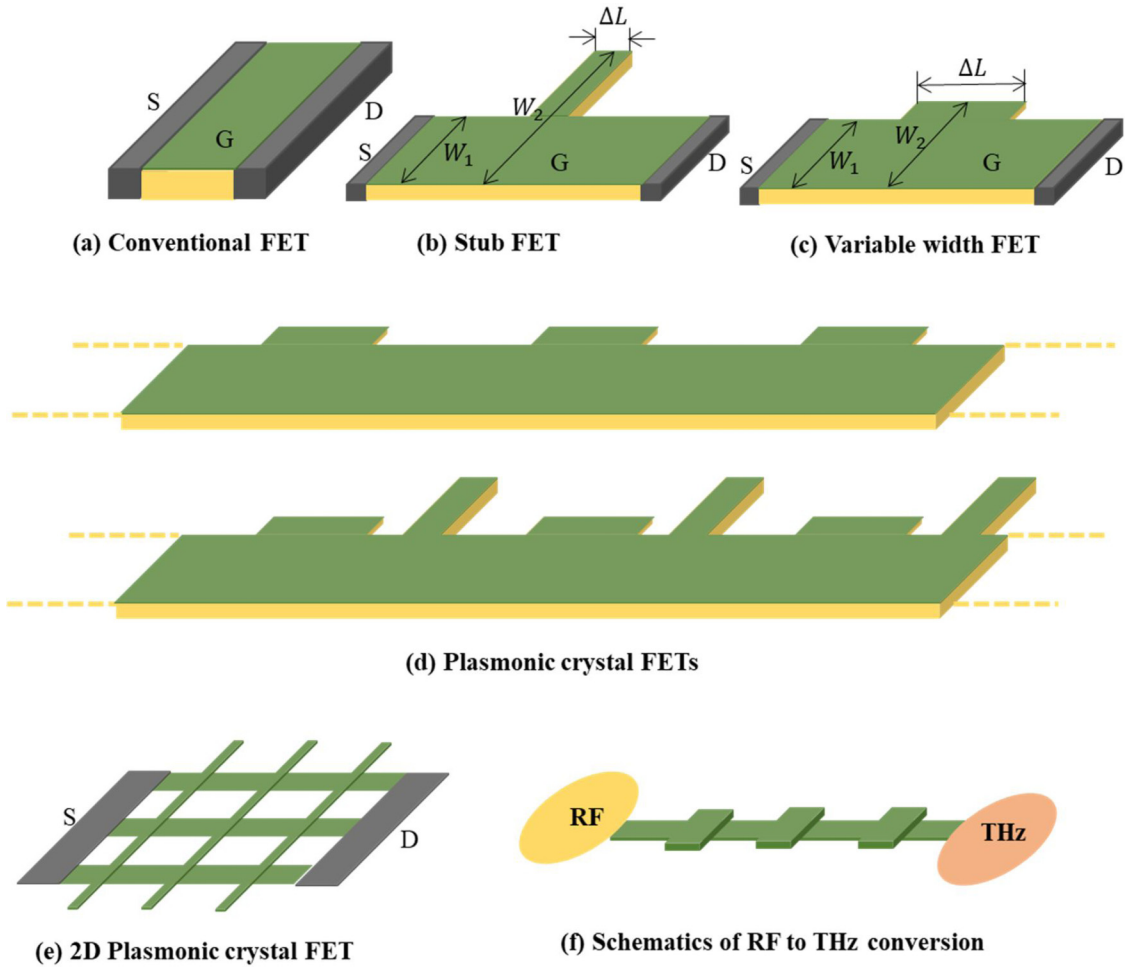 S
G
D
(a) Conventional FET
ΔL
S
W₁
W₂
G
D
(b) Stub FET
ΔL
S
W₁
W₂
G
D
(c) Variable width FET
(d) Plasmonic crystal FETs
S
D
(e) 2D Plasmonic crystal FET
RF
THz
(f) Schematics of RF to THz conversion